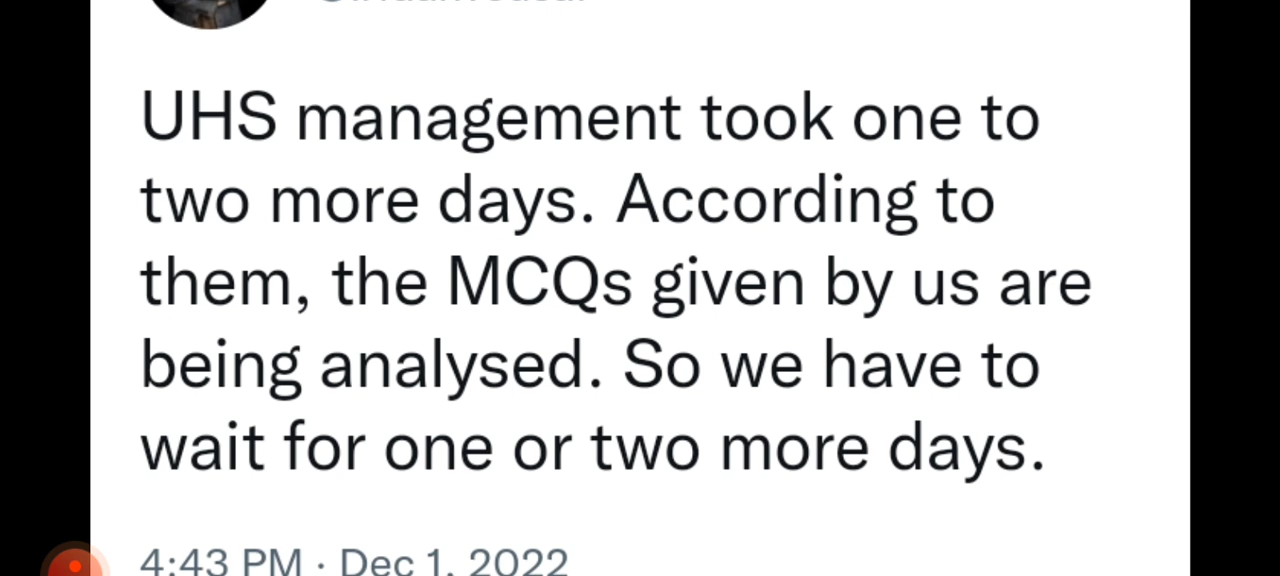 UHS management took one to
two more days. According to
them, the MCQs given by us are
being analysed. So we have to
wait for one or two more days.
4:43 PM · Dec 1, 2022